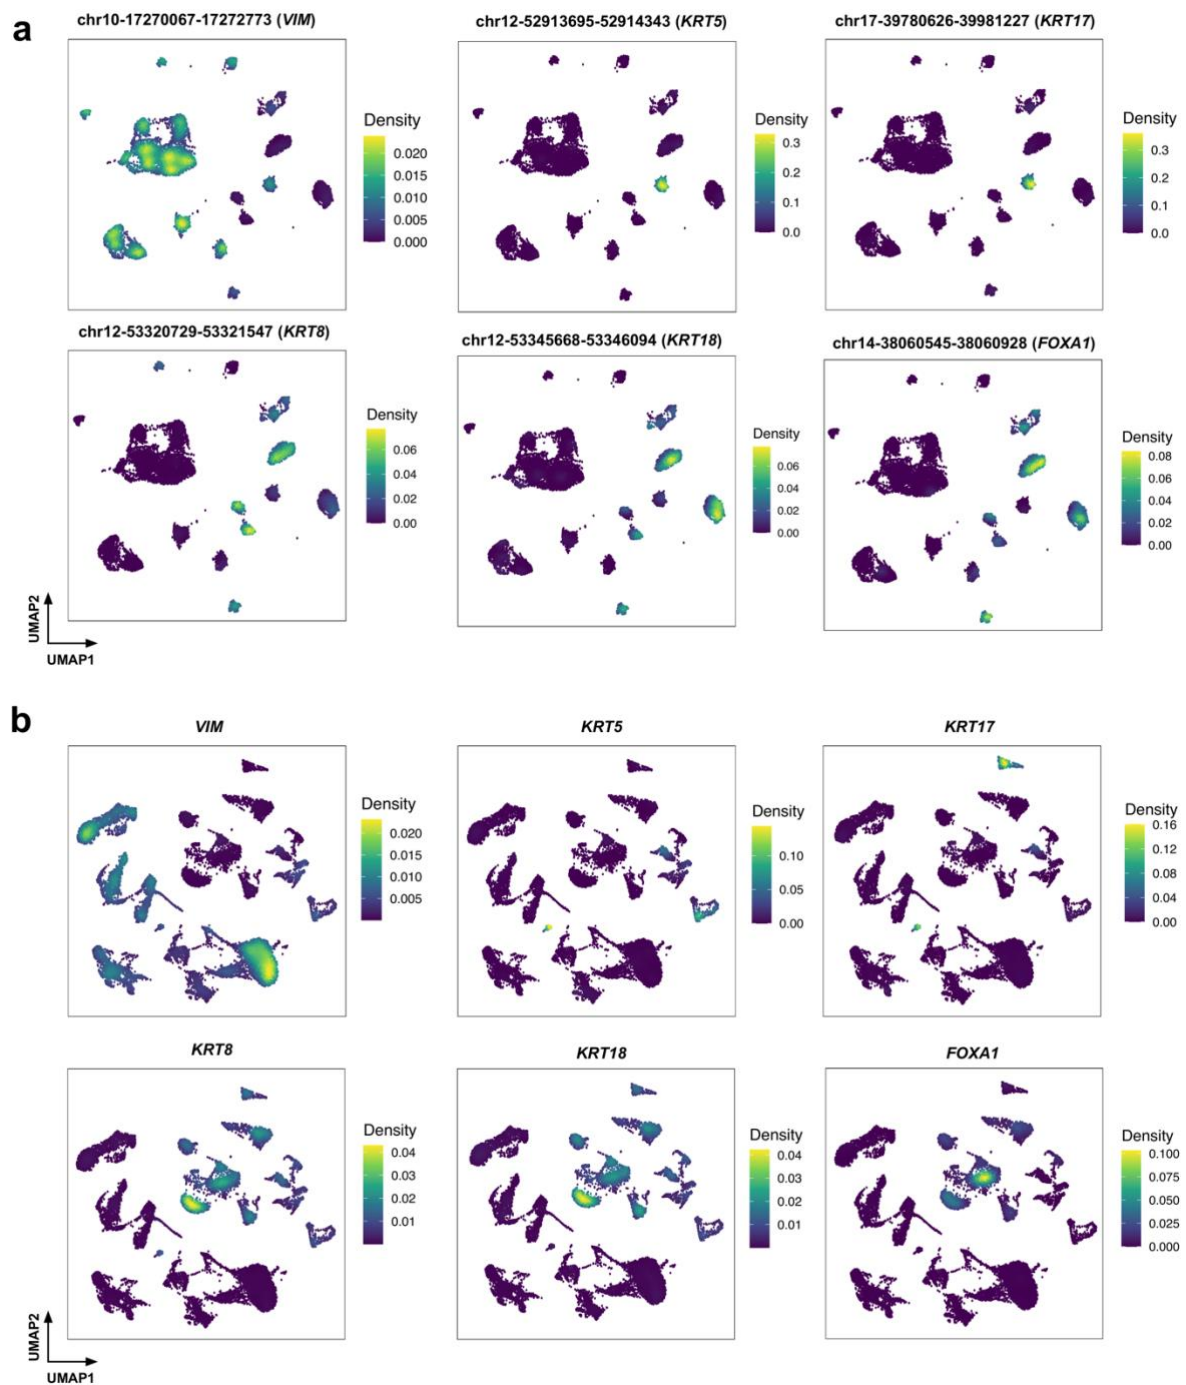 a
chr10-17270067-17272773 (VIM)
chr12-52913695-52914343 (KRT5)
chr17-39780626-39981227 (KRT17)
Density
0.020
0.015
0.010
0.005
0.000
Density
0.3
0.2
0.1
0.0
Density
0.3
0.2
0.1
0.0
chr12-53320729-53321547 (KRT8)
chr12-53345668-53346094 (KRT18)
chr14-38060545-38060928 (FOXA1)
Density
0.06
0.04
0.02
0.00
Density
0.06
0.04
0.02
0.00
Density
0.08
0.06
0.04
0.02
0.00
UMAP2
UMAP1
b
VIM
KRT5
KRT17
Density
0.020
0.015
0.010
0.005
Density
0.10
0.05
0.00
Density
0.16
0.12
0.08
0.04
0.00
KRT8
KRT18
FOXA1
Density
0.04
0.03
0.02
0.01
Density
0.04
0.03
0.02
0.01
Density
0.100
0.075
0.050
0.025
0.000
UMAP2
UMAP1